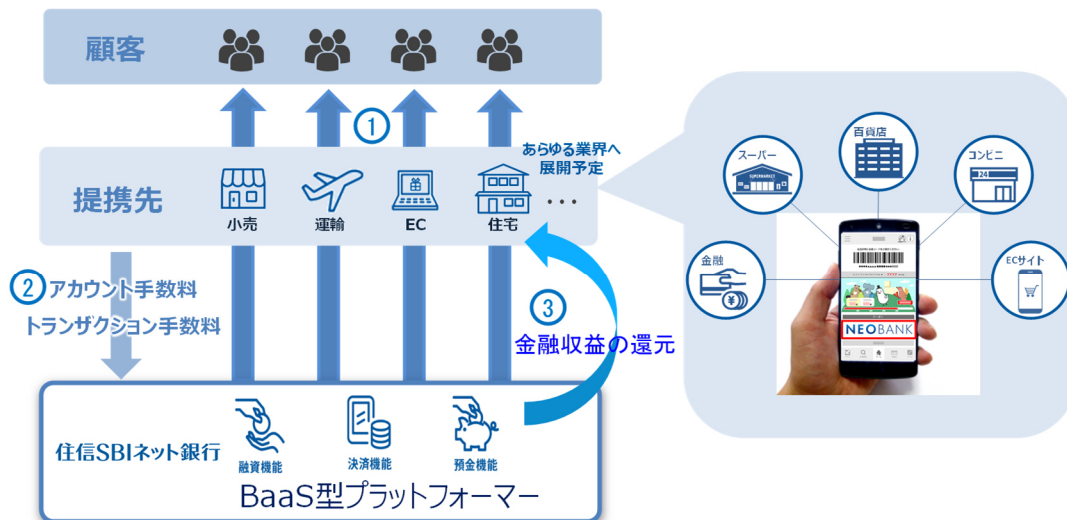 顧客
①
あらゆる業界へ
展開予定
提携先
小売
運輸
EC
住宅
・・・
② アカウント手数料
トランザクション手数料
③
金融収益の還元
住信SBIネット銀行
融資機能
決済機能
預金機能
BaaS型プラットフォーマー
百貨店
スーパー
SUPERMARKET
コンビニ
24
金融
¥
ECサイト
NEOBANK